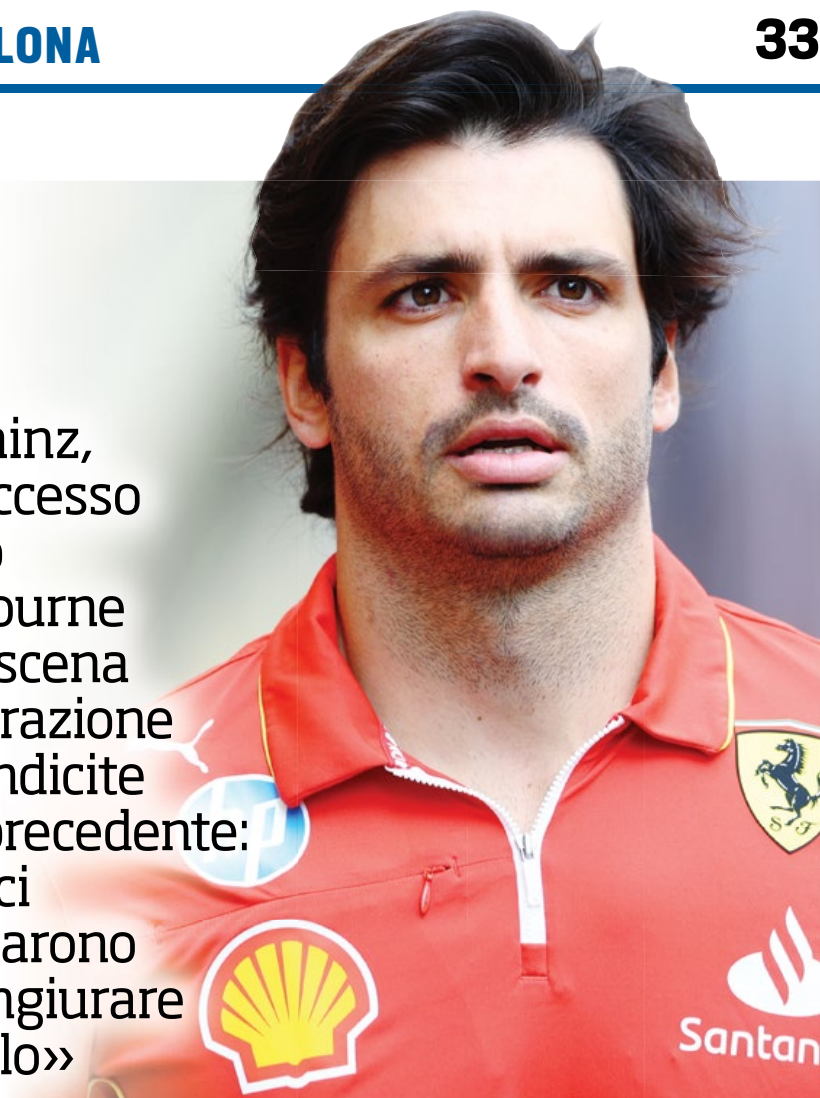 LONA
33
inz,
ccesso
o
ourne
scena
razione
ndicite
precedente:
ci
arono
ngiurare
lo»
hp
S F
Santan